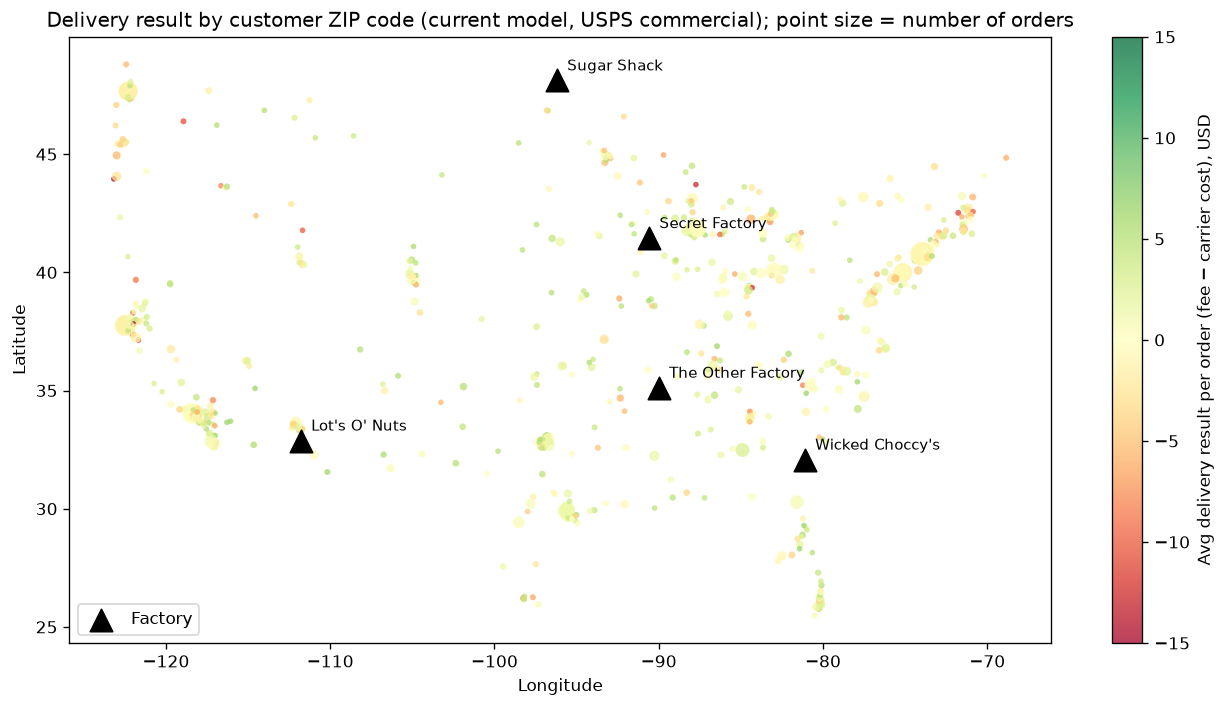 Delivery result by customer ZIP code (current model, USPS commercial); point size = number of orders
Sugar Shack
Secret Factory
The Other Factory
Lot's O' Nuts
Wicked Choccy's
Factory
45
40
35
30
25
Latitude
−120
−110
−100
−90
−80
−70
Longitude
15
10
5
0
−5
−10
−15
Avg delivery result per order (fee − carrier cost), USD